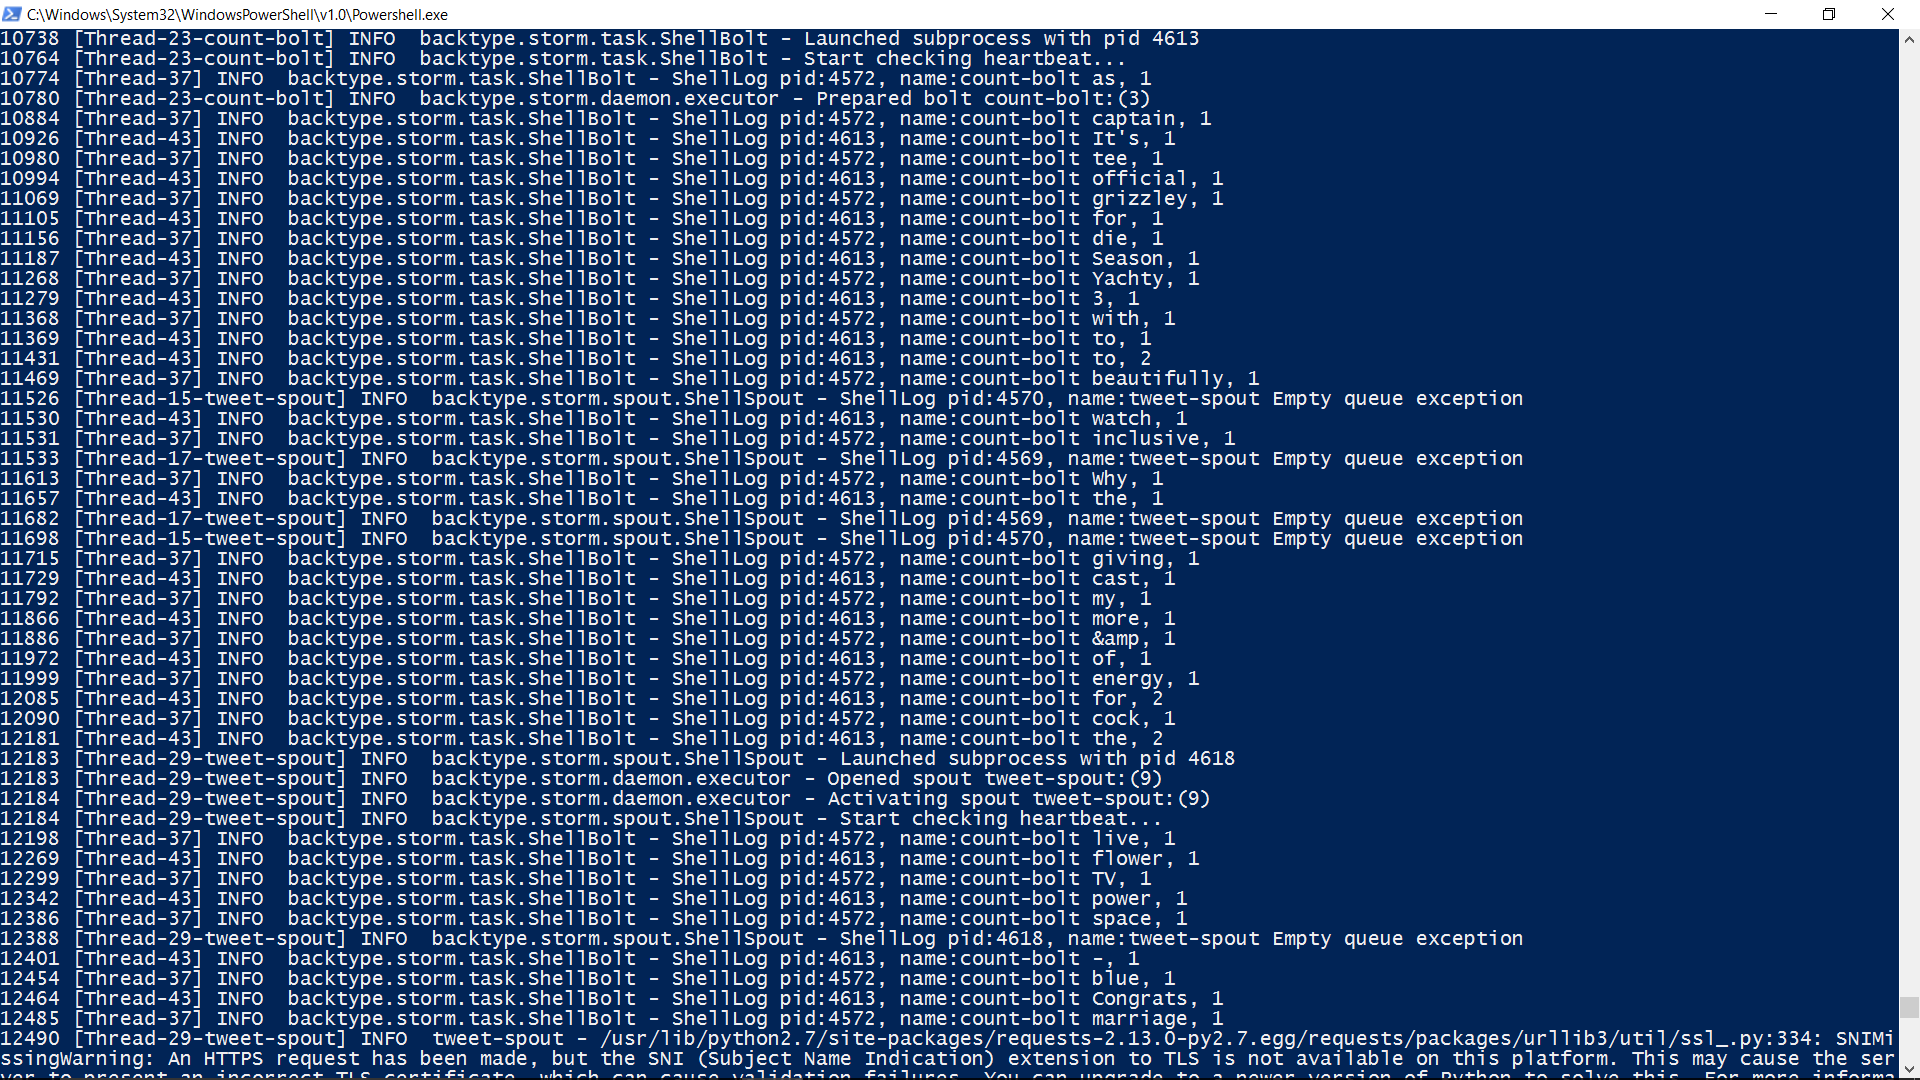 C:\Windows\System32\WindowsPowerShell\v1.0\Powershell.exe
10738 [Thread-23-count-bolt] INFO  backtype.storm.task.ShellBolt - Launched subprocess with pid 4613
10764 [Thread-23-count-bolt] INFO  backtype.storm.task.ShellBolt - Start checking heartbeat...
10774 [Thread-37] INFO  backtype.storm.task.ShellBolt - ShellLog pid:4572, name:count-bolt as, 1
10780 [Thread-23-count-bolt] INFO  backtype.storm.daemon.executor - Prepared bolt count-bolt:(3)
10884 [Thread-37] INFO  backtype.storm.task.ShellBolt - ShellLog pid:4572, name:count-bolt captain, 1
10926 [Thread-43] INFO  backtype.storm.task.ShellBolt - ShellLog pid:4613, name:count-bolt It's, 1
10980 [Thread-37] INFO  backtype.storm.task.ShellBolt - ShellLog pid:4572, name:count-bolt tee, 1
10994 [Thread-43] INFO  backtype.storm.task.ShellBolt - ShellLog pid:4613, name:count-bolt official, 1
11069 [Thread-37] INFO  backtype.storm.task.ShellBolt - ShellLog pid:4572, name:count-bolt grizzley, 1
11105 [Thread-43] INFO  backtype.storm.task.ShellBolt - ShellLog pid:4613, name:count-bolt for, 1
11156 [Thread-37] INFO  backtype.storm.task.ShellBolt - ShellLog pid:4572, name:count-bolt die, 1
11187 [Thread-43] INFO  backtype.storm.task.ShellBolt - ShellLog pid:4613, name:count-bolt Season, 1
11268 [Thread-37] INFO  backtype.storm.task.ShellBolt - ShellLog pid:4572, name:count-bolt Yachty, 1
11279 [Thread-43] INFO  backtype.storm.task.ShellBolt - ShellLog pid:4613, name:count-bolt 3, 1
11368 [Thread-37] INFO  backtype.storm.task.ShellBolt - ShellLog pid:4572, name:count-bolt with, 1
11369 [Thread-43] INFO  backtype.storm.task.ShellBolt - ShellLog pid:4613, name:count-bolt to, 1
11431 [Thread-43] INFO  backtype.storm.task.ShellBolt - ShellLog pid:4613, name:count-bolt to, 2
11469 [Thread-37] INFO  backtype.storm.task.ShellBolt - ShellLog pid:4572, name:count-bolt beautifully, 1
11526 [Thread-15-tweet-spout] INFO  backtype.storm.spout.ShellSpout - ShellLog pid:4570, name:tweet-spout Empty queue exception
11530 [Thread-43] INFO  backtype.storm.task.ShellBolt - ShellLog pid:4613, name:count-bolt watch, 1
11531 [Thread-37] INFO  backtype.storm.task.ShellBolt - ShellLog pid:4572, name:count-bolt inclusive, 1
11533 [Thread-17-tweet-spout] INFO  backtype.storm.spout.ShellSpout - ShellLog pid:4569, name:tweet-spout Empty queue exception
11613 [Thread-37] INFO  backtype.storm.task.ShellBolt - ShellLog pid:4572, name:count-bolt Why, 1
11657 [Thread-43] INFO  backtype.storm.task.ShellBolt - ShellLog pid:4613, name:count-bolt the, 1
11682 [Thread-17-tweet-spout] INFO  backtype.storm.spout.ShellSpout - ShellLog pid:4569, name:tweet-spout Empty queue exception
11698 [Thread-15-tweet-spout] INFO  backtype.storm.spout.ShellSpout - ShellLog pid:4570, name:tweet-spout Empty queue exception
11715 [Thread-37] INFO  backtype.storm.task.ShellBolt - ShellLog pid:4572, name:count-bolt giving, 1
11729 [Thread-43] INFO  backtype.storm.task.ShellBolt - ShellLog pid:4613, name:count-bolt cast, 1
11792 [Thread-37] INFO  backtype.storm.task.ShellBolt - ShellLog pid:4572, name:count-bolt my, 1
11866 [Thread-43] INFO  backtype.storm.task.ShellBolt - ShellLog pid:4613, name:count-bolt more, 1
11886 [Thread-37] INFO  backtype.storm.task.ShellBolt - ShellLog pid:4572, name:count-bolt &amp, 1
11972 [Thread-43] INFO  backtype.storm.task.ShellBolt - ShellLog pid:4613, name:count-bolt of, 1
11999 [Thread-37] INFO  backtype.storm.task.ShellBolt - ShellLog pid:4572, name:count-bolt energy, 1
12085 [Thread-43] INFO  backtype.storm.task.ShellBolt - ShellLog pid:4613, name:count-bolt for, 2
12090 [Thread-37] INFO  backtype.storm.task.ShellBolt - ShellLog pid:4572, name:count-bolt cock, 1
12181 [Thread-43] INFO  backtype.storm.task.ShellBolt - ShellLog pid:4613, name:count-bolt the, 2
12183 [Thread-29-tweet-spout] INFO  backtype.storm.spout.ShellSpout - Launched subprocess with pid 4618
12183 [Thread-29-tweet-spout] INFO  backtype.storm.daemon.executor - Opened spout tweet-spout:(9)
12184 [Thread-29-tweet-spout] INFO  backtype.storm.daemon.executor - Activating spout tweet-spout:(9)
12184 [Thread-29-tweet-spout] INFO  backtype.storm.spout.ShellSpout - Start checking heartbeat...
12198 [Thread-37] INFO  backtype.storm.task.ShellBolt - ShellLog pid:4572, name:count-bolt live, 1
12269 [Thread-43] INFO  backtype.storm.task.ShellBolt - ShellLog pid:4613, name:count-bolt flower, 1
12299 [Thread-37] INFO  backtype.storm.task.ShellBolt - ShellLog pid:4572, name:count-bolt TV, 1
12342 [Thread-43] INFO  backtype.storm.task.ShellBolt - ShellLog pid:4613, name:count-bolt power, 1
12386 [Thread-37] INFO  backtype.storm.task.ShellBolt - ShellLog pid:4572, name:count-bolt space, 1
12388 [Thread-29-tweet-spout] INFO  backtype.storm.spout.ShellSpout - ShellLog pid:4618, name:tweet-spout Empty queue exception
12401 [Thread-43] INFO  backtype.storm.task.ShellBolt - ShellLog pid:4613, name:count-bolt -, 1
12454 [Thread-37] INFO  backtype.storm.task.ShellBolt - ShellLog pid:4572, name:count-bolt blue, 1
12464 [Thread-43] INFO  backtype.storm.task.ShellBolt - ShellLog pid:4613, name:count-bolt Congrats, 1
12485 [Thread-37] INFO  backtype.storm.task.ShellBolt - ShellLog pid:4572, name:count-bolt marriage, 1
12490 [Thread-29-tweet-spout] INFO  tweet-spout - /usr/lib/python2.7/site-packages/requests-2.13.0-py2.7.egg/requests/packages/urllib3/util/ssl_.py:334: SNIMi
ssingWarning: An HTTPS request has been made, but the SNI (Subject Name Indication) extension to TLS is not available on this platform. This may cause the ser
ver to present an incorrect TLS certificate, which can cause validation failures. You can upgrade to a newer version of Python to solve this. For more informa